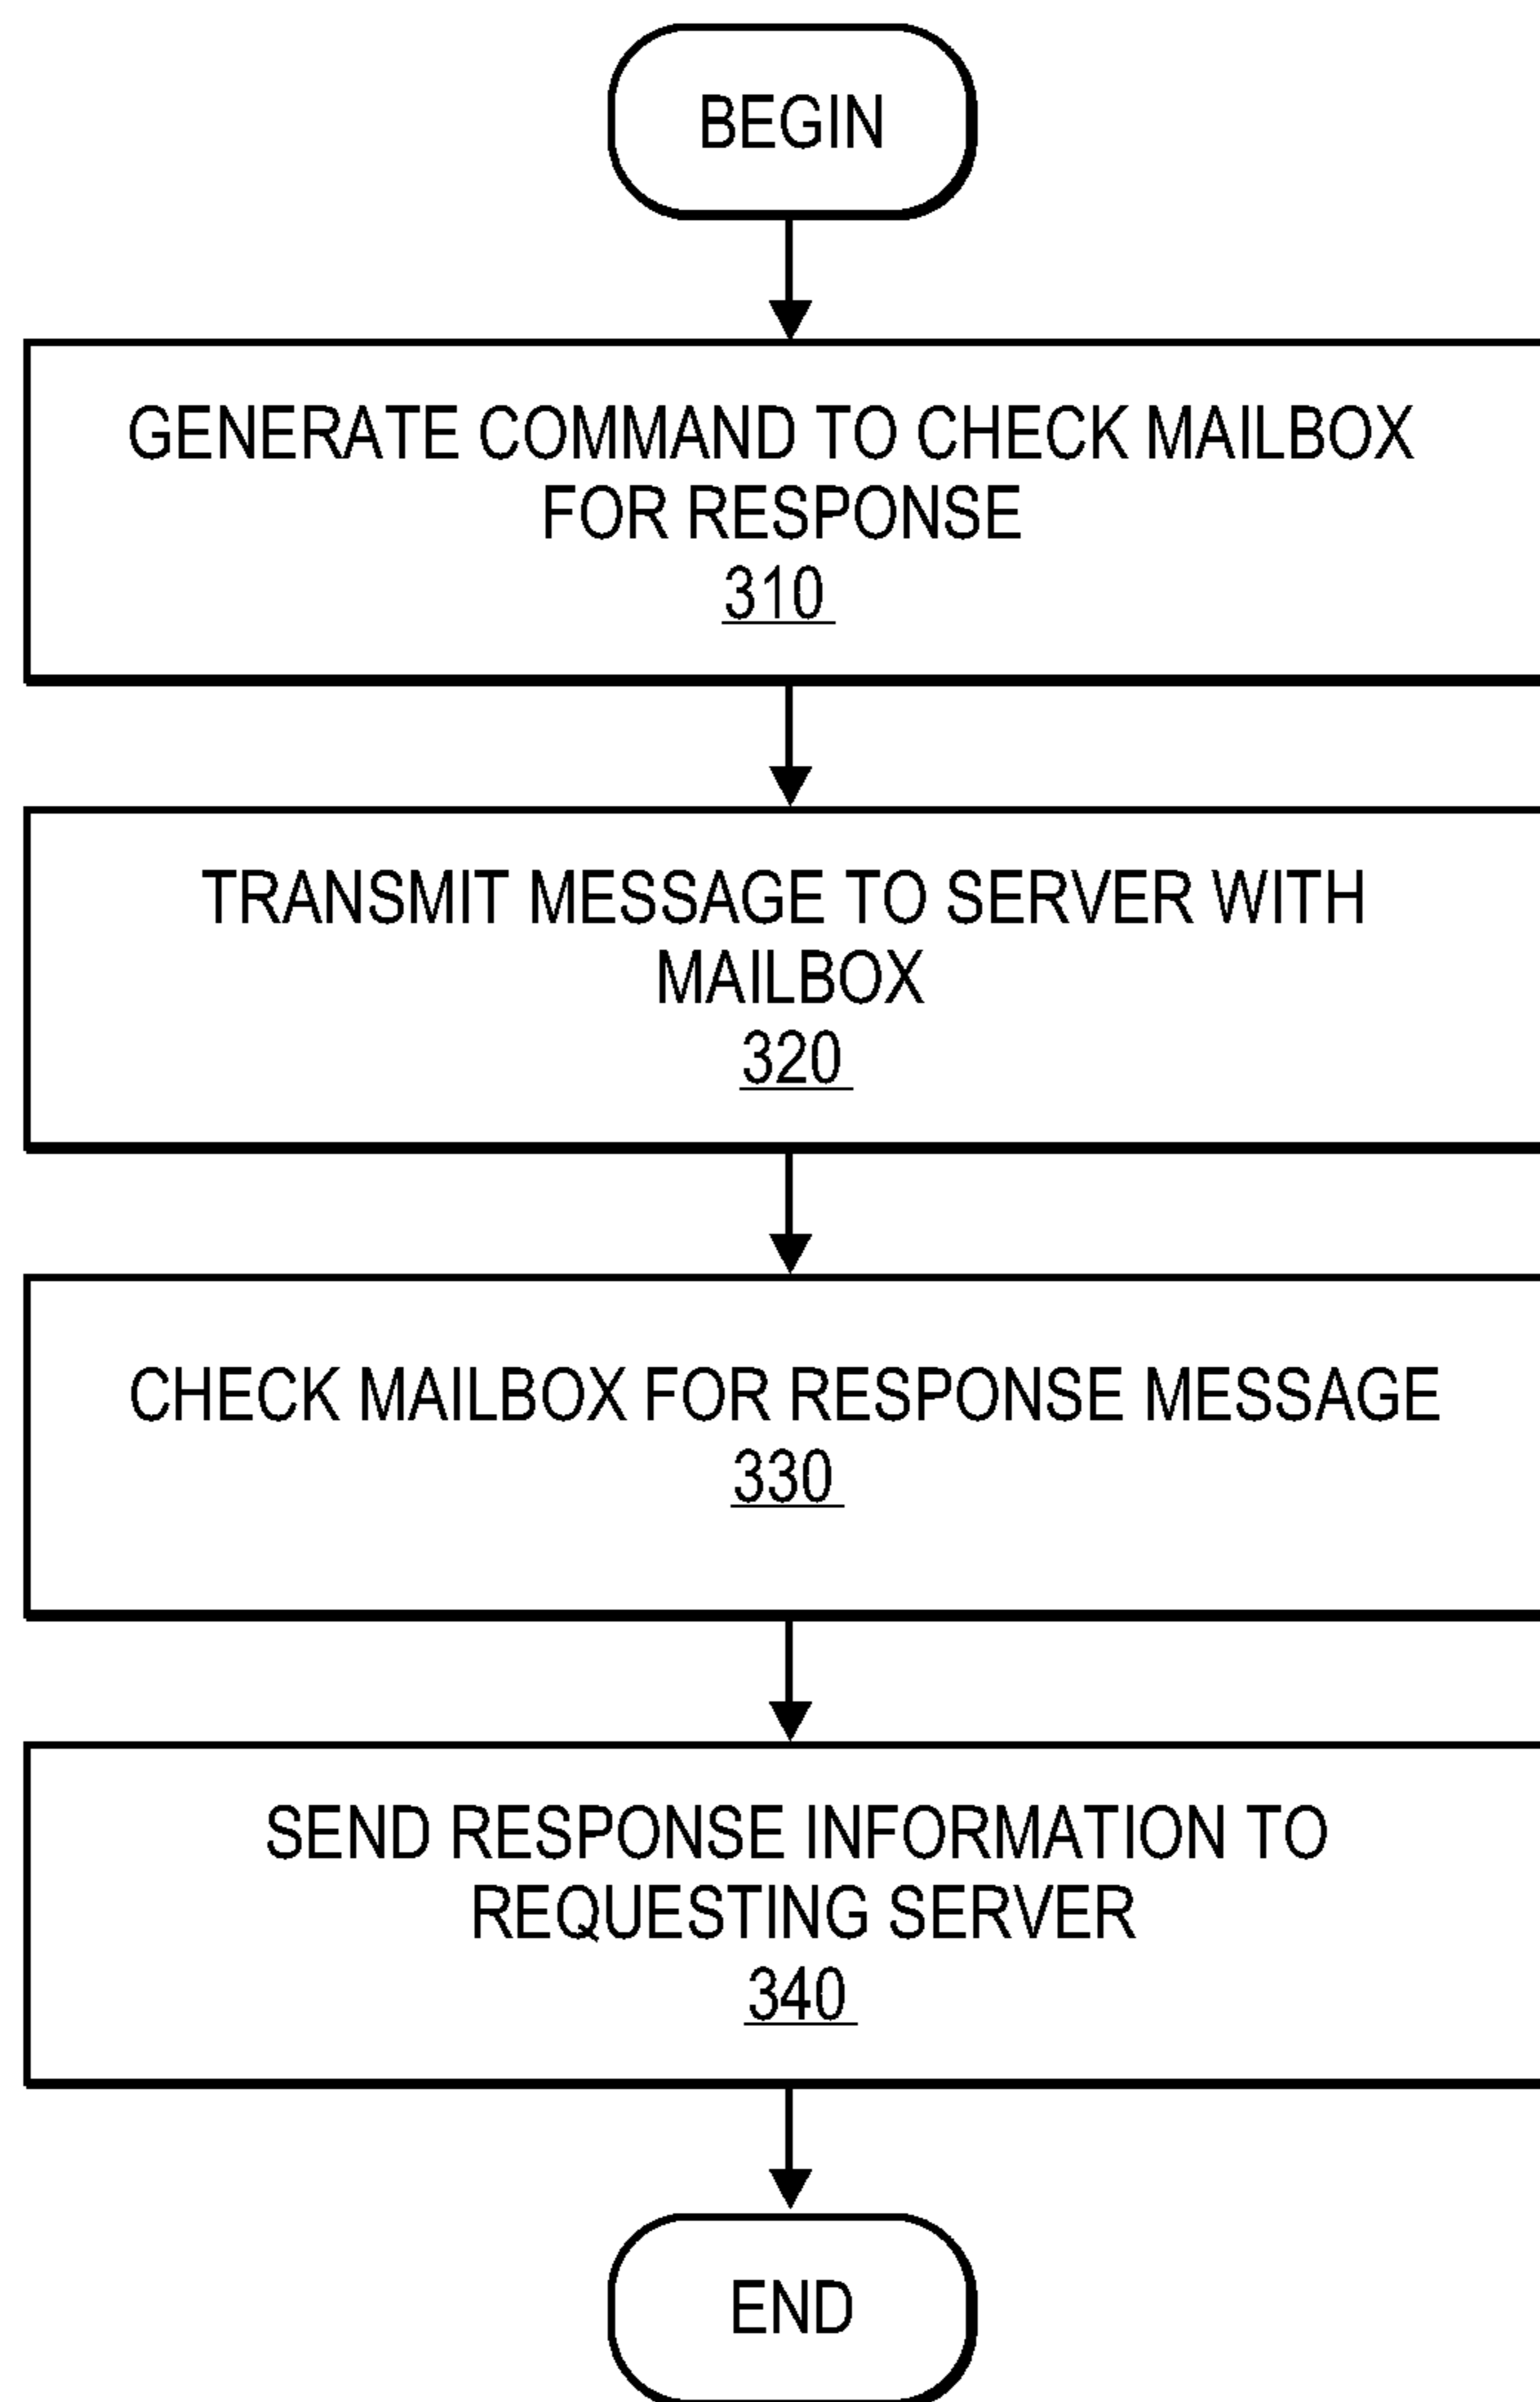 BEGIN
GENERATE COMMAND TO CHECK MAILBOX
FOR RESPONSE
310
TRANSMIT MESSAGE TO SERVER WITH
MAILBOX
320
CHECK MAILBOX FOR RESPONSE MESSAGE
330
SEND RESPONSE INFORMATION TO
REQUESTING SERVER
340
END